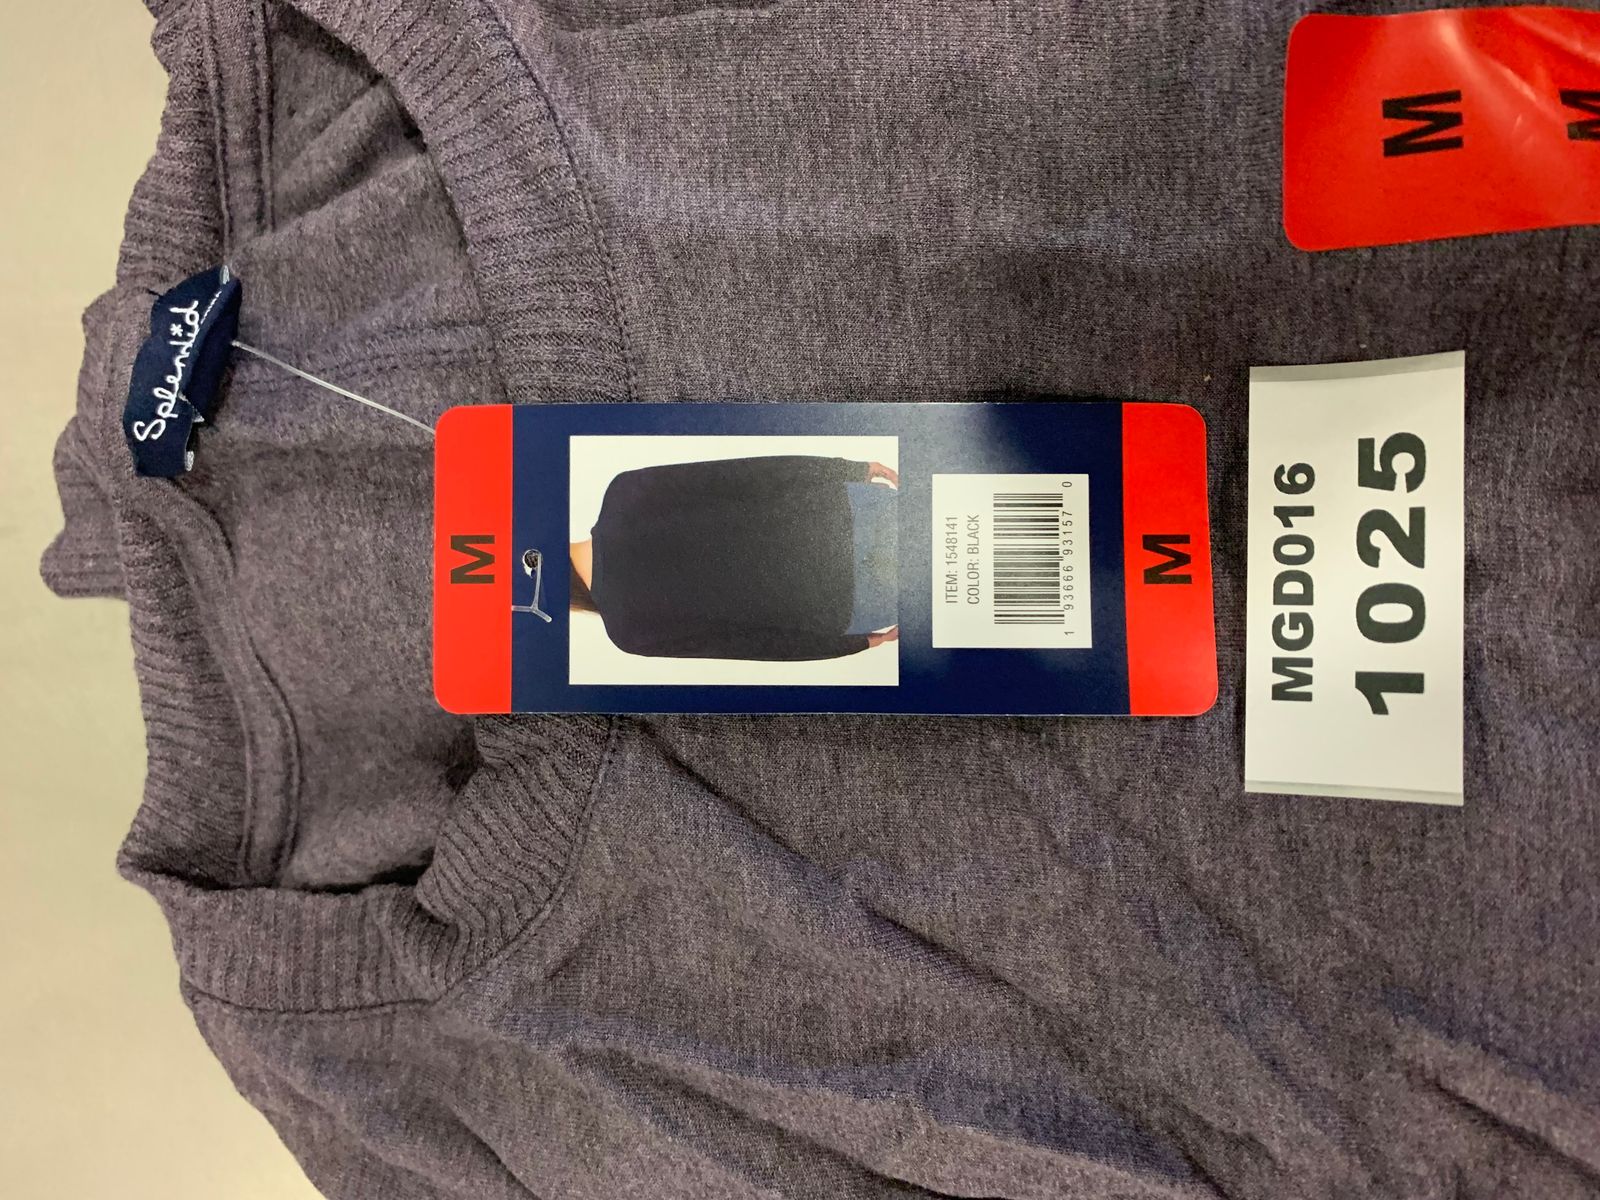 Splendid
M
ITEM: 1548141
COLOR: BLACK
1 93666 93157 0
M
MGD016
1025
M
M